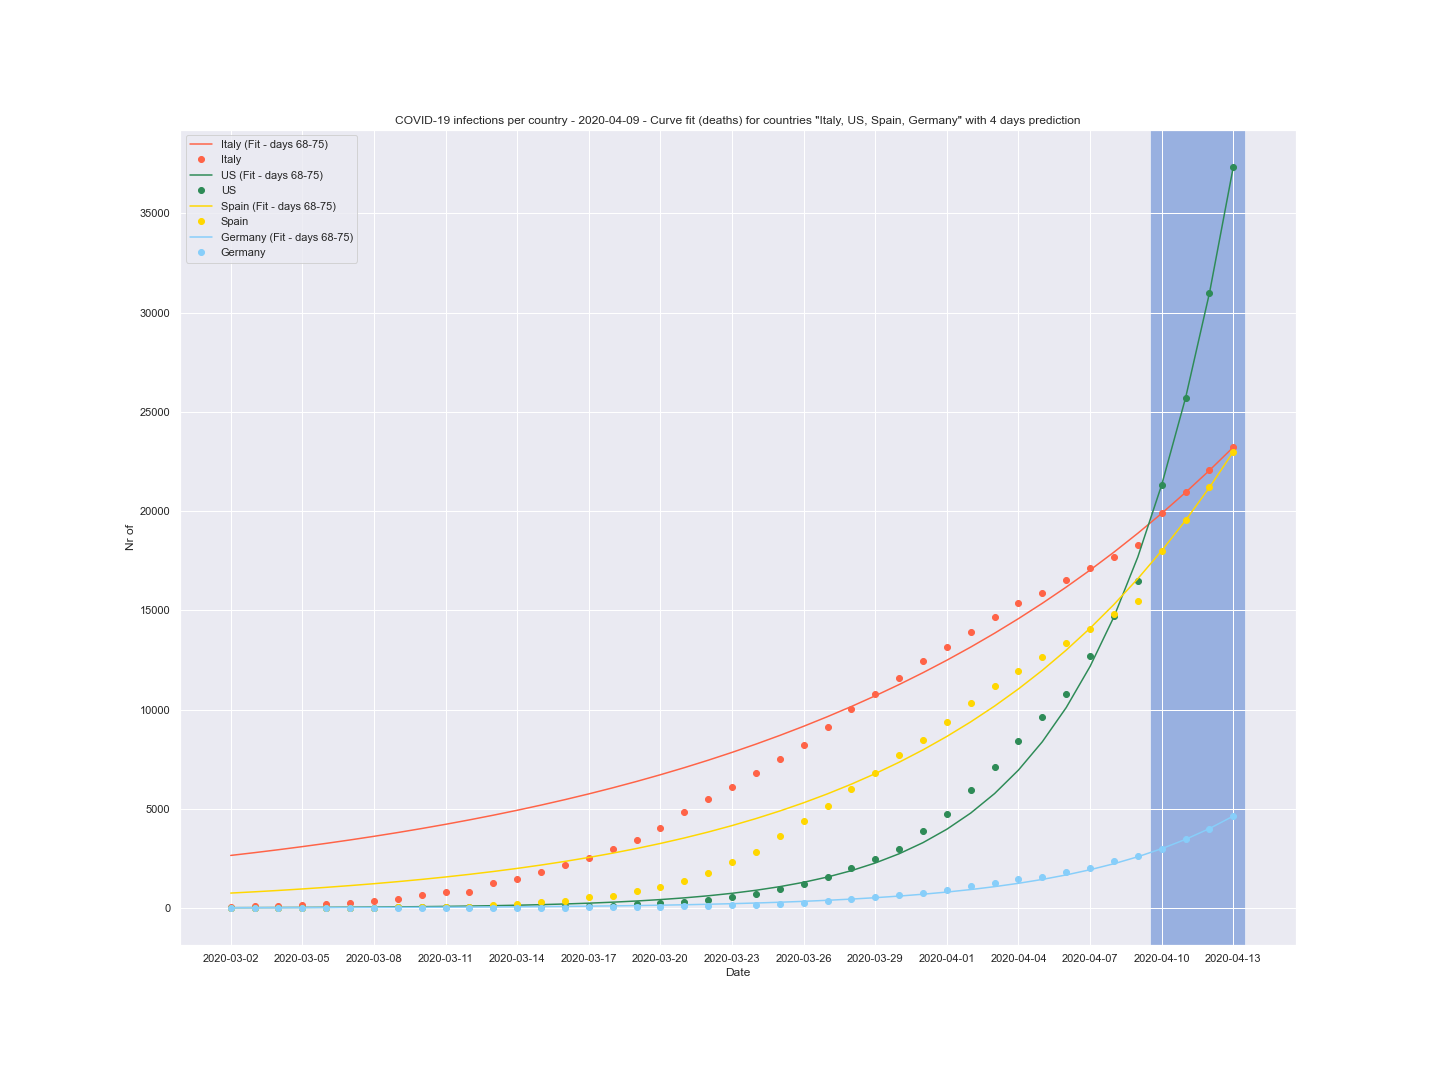 COVID-19 infections per country - 2020-04-09 - Curve fit (deaths) for countries "Italy, US, Spain, Germany" with 4 days prediction
Italy (Fit - days 68-75)
Italy
US (Fit - days 68-75)
US
Spain (Fit - days 68-75)
Spain
Germany (Fit - days 68-75)
Germany
35000
30000
25000
20000
15000
10000
5000
0
Nr of
2020-03-02 2020-03-05 2020-03-08 2020-03-11 2020-03-14 2020-03-17 2020-03-20 2020-03-23 2020-03-26 2020-03-29 2020-04-01 2020-04-04 2020-04-07 2020-04-10 2020-04-13
Date